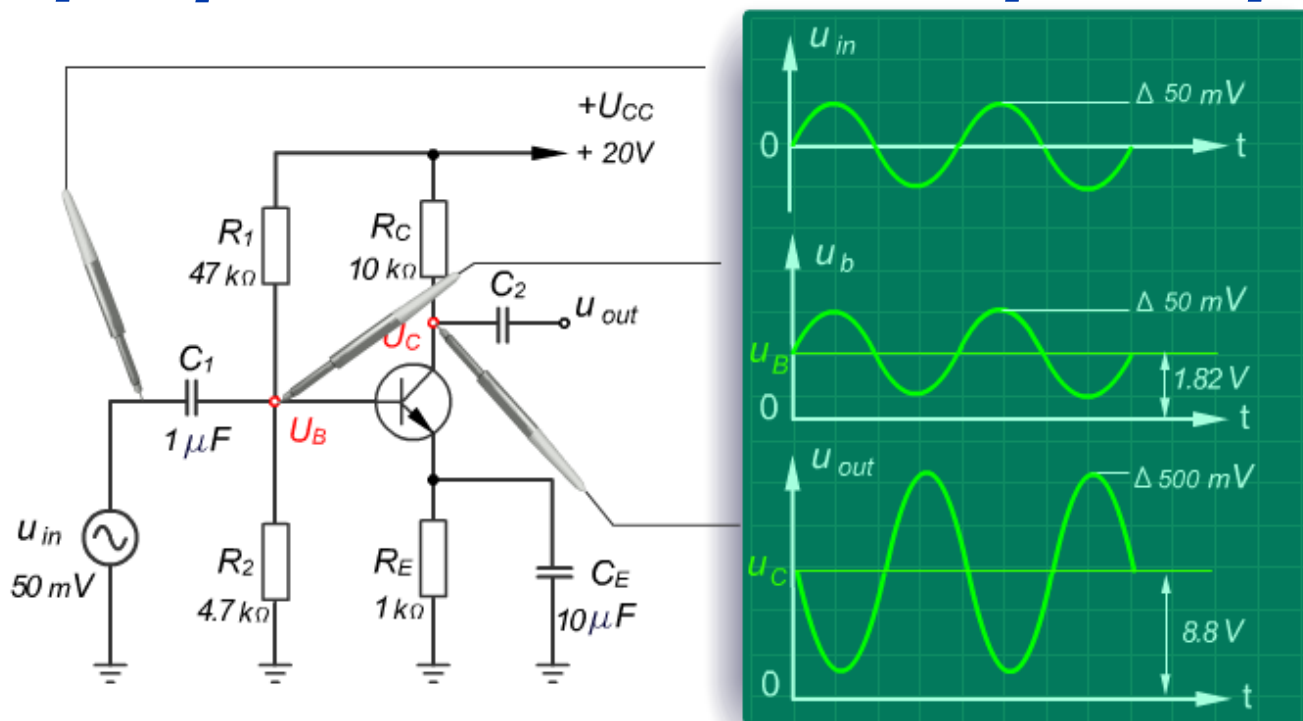 +UCC
+ 20V
R1
47 kΩ
RC
10 kΩ
C2
u out
UC
C1
1 μF
UB
u in
50 mV
R2
4.7 kΩ
RE
1 kΩ
CE
10 μF
u in
Δ 50 mV
0
t
u b
Δ 50 mV
uB
1.82 V
0
t
u out
Δ 500 mV
uC
8.8 V
0
t